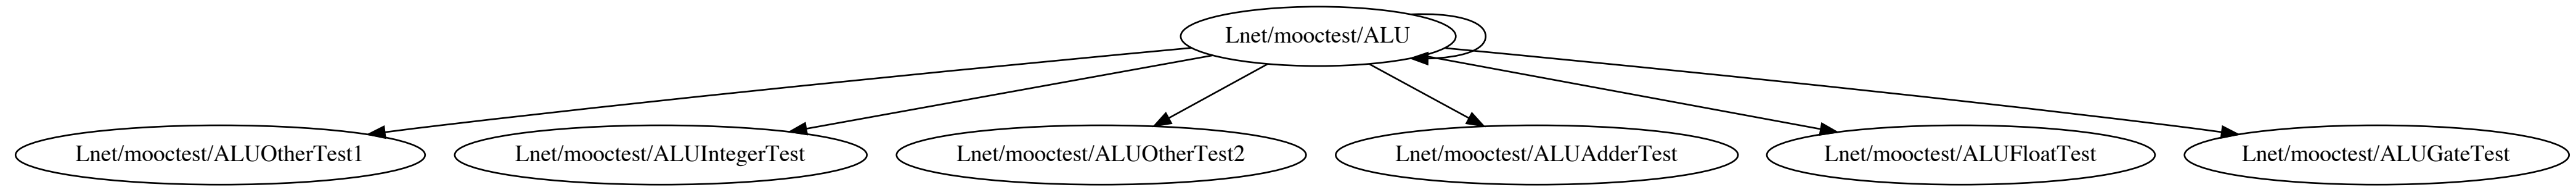 Lnet/mooctest/ALU
Lnet/mooctest/ALUOtherTest1
Lnet/mooctest/ALUIntegerTest
Lnet/mooctest/ALUOtherTest2
Lnet/mooctest/ALUAdderTest
Lnet/mooctest/ALUFloatTest
Lnet/mooctest/ALUGateTest